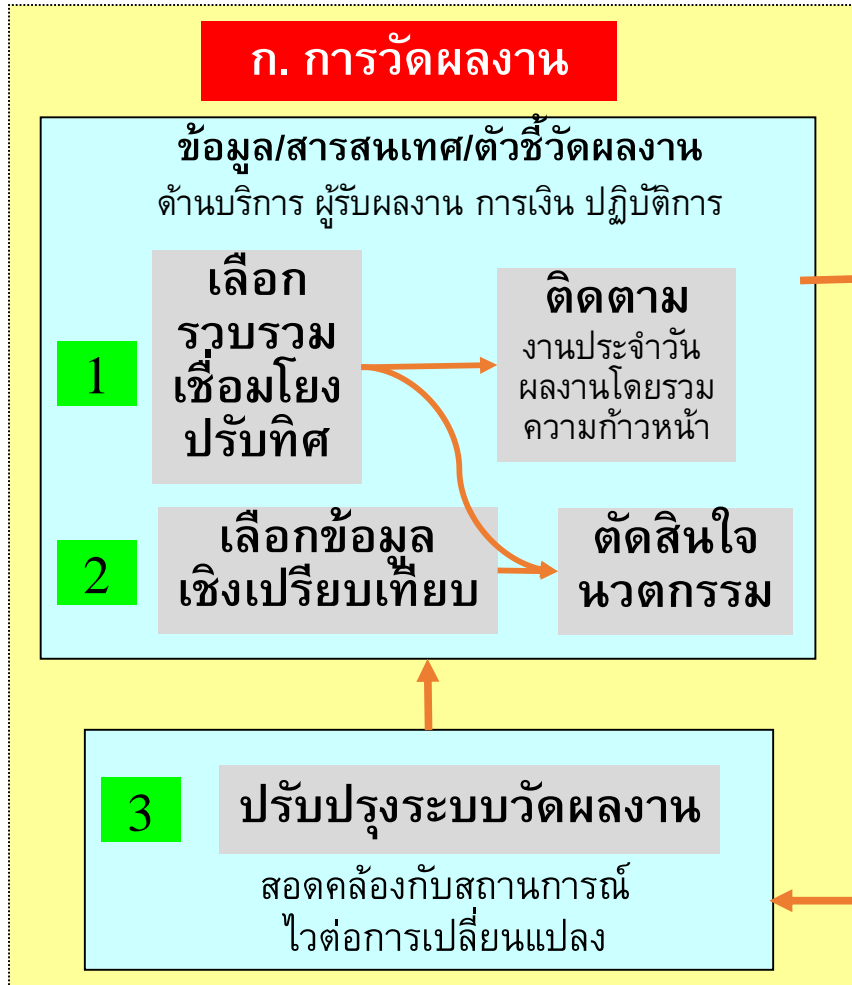 ก. การวัดผลงาน
ข้อมูล/สารสนเทศ/ตัวชี้วัดผลงาน
ด้านบริการ ผู้รับผลงาน การเงิน ปฏิบัติการ
1
เลือก
รวบรวม
เชื่อมโยง
ปรับทิศ
ติดตาม
งานประจำวัน
ผลงานโดยรวม
ความก้าวหน้า
2
เลือกข้อมูล
เชิงเปรียบเทียบ
ตัดสินใจ
นวตกรรม
3
ปรับปรุงระบบวัดผลงาน
สอดคล้องกับสถานการณ์
ไวต่อการเปลี่ยนแปลง